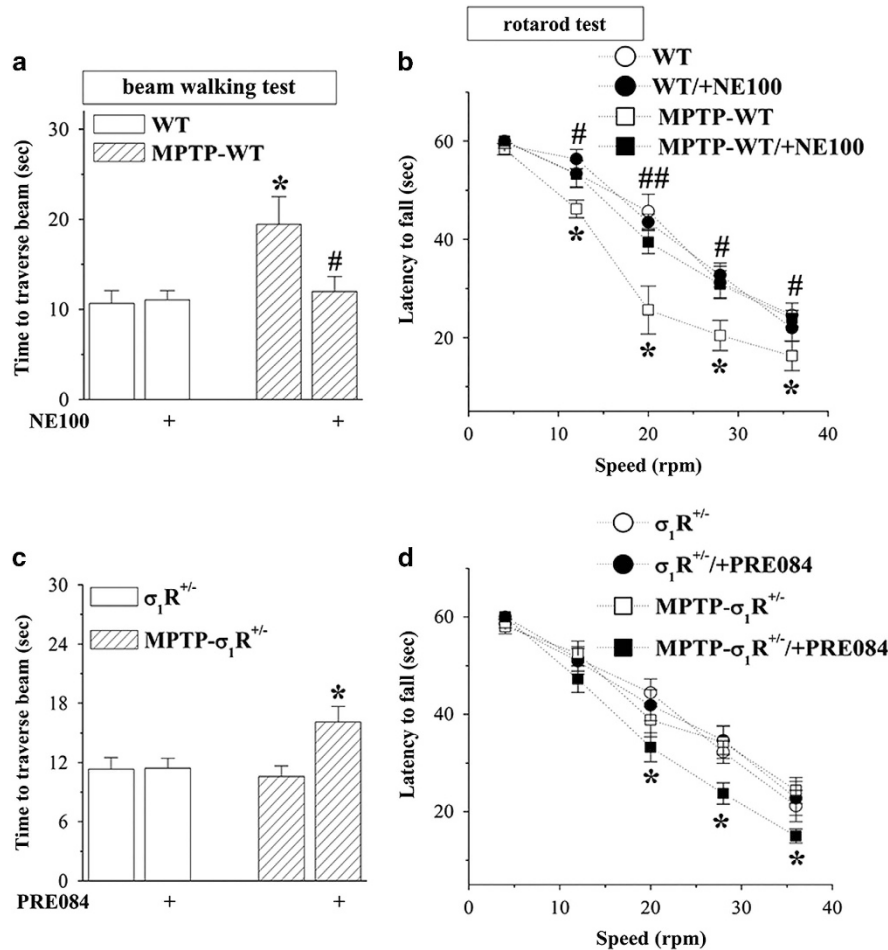 a
beam walking test
WT
MPTP-WT
Time to traverse beam (sec)
30
20
10
0
*
#
NE100
+
+
rotarod test
b
WT
WT/+NE100
MPTP-WT
MPTP-WT/+NE100
Latency to fall (sec)
60
40
20
#
##
#
#
*
*
*
*
0
10
20
30
40
Speed (rpm)
c
σ₁R⁺/⁻
MPTP-σ₁R⁺/⁻
Time to traverse beam (sec)
30
24
18
12
6
0
*
PRE084
+
+
d
σ₁R⁺/⁻
σ₁R⁺/⁻/+PRE084
MPTP-σ₁R⁺/⁻
MPTP-σ₁R⁺/⁻/+PRE084
Latency to fall (sec)
60
40
20
*
*
*
0
10
20
30
40
Speed (rpm)